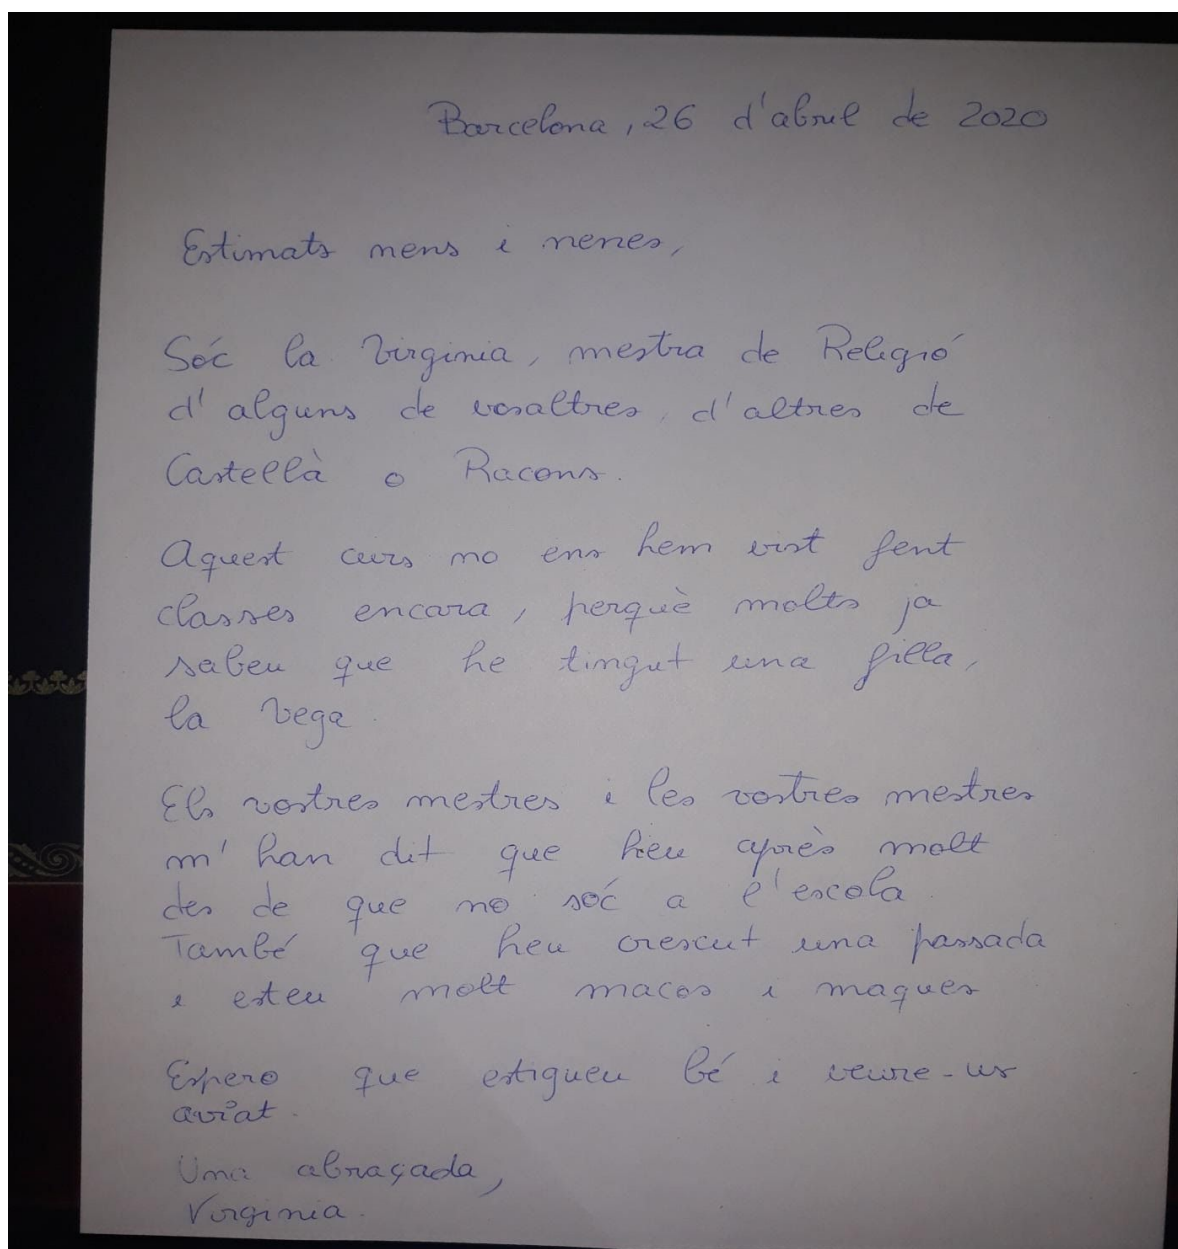 Barcelona, 26 d'abril de 2020
Estimats nens i nenes,
Sóc la Virginia, mestra de Religió
d'alguns de vosaltres, d'altres de
Castellà o Racons.
Aquest curs no ens hem vist fent
classes encara, perquè molts ja
sabeu que he tingut una filla,
la Vega.
Els vostres mestres i les vostres mestres
m'han dit que heu après molt
des de que no sóc a l'escola
També que heu crescut una passada
i esteu molt macos i maques
Espero que estigueu bé i veure-us
aviat.
Una abraçada,
Virginia.